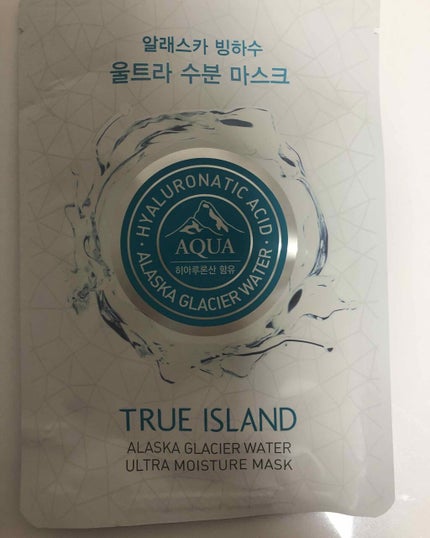 알래스카 빙하수
울트라 수분 마스크
HYALURONATIC ACID
AQUA
히아루론산 함유
ALASKA GLACIER WATER
TRUE ISLAND
ALASKA GLACIER WATER
ULTRA MOISTURE MASK